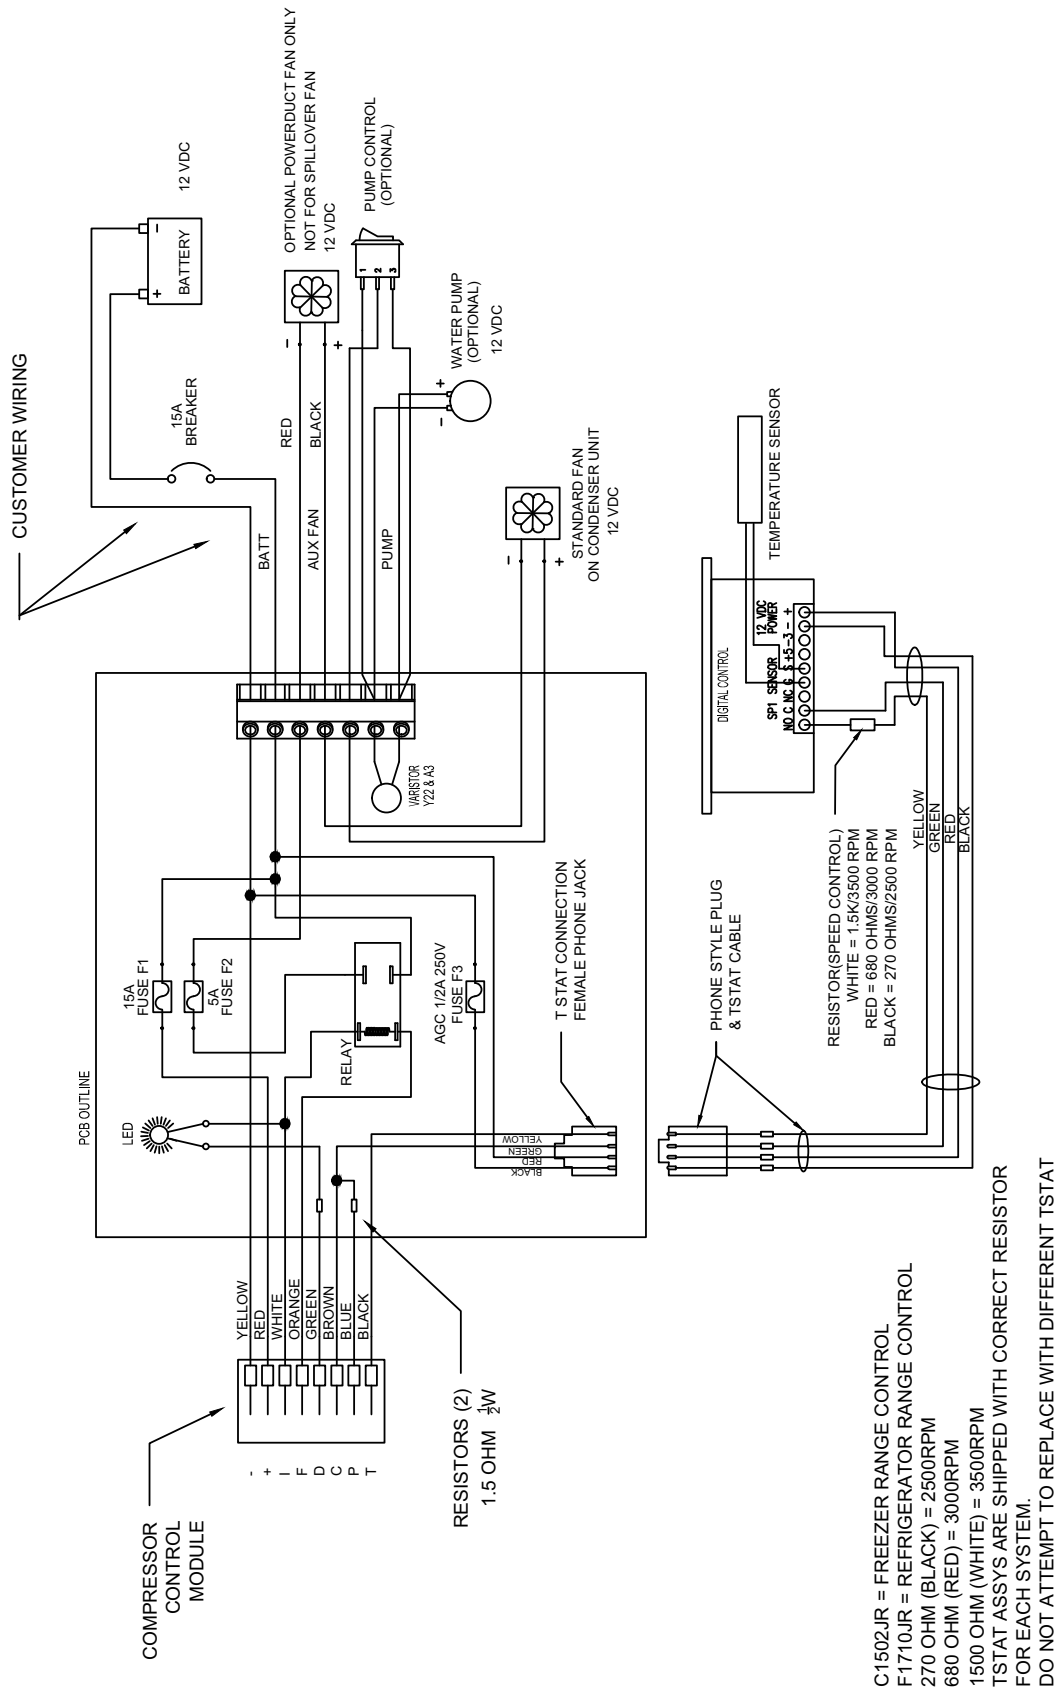 CUSTOMER WIRING
12 VDC
BATTERY
+
-
15A
BREAKER
OPTIONAL POWERDUCT FAN ONLY
NOT FOR SPILLOVER FAN
12 VDC
PUMP CONTROL
(OPTIONAL)
1
2
3
WATER PUMP
(OPTIONAL)
12 VDC
-
+
-
+
RED
BLACK
BATT
AUX FAN
PUMP
STANDARD FAN
ON CONDENSER UNIT
12 VDC
-
+
PCB OUTLINE
LED
15A
FUSE F1
5A
FUSE F2
RELAY
AGC 1/2A 250V
FUSE F3
VARISTOR
Y22 & A3
T STAT CONNECTION
FEMALE PHONE JACK
YELLOW
GREEN
RED
BLACK
COMPRESSOR
CONTROL
MODULE
-
+
I
F
D
C
P
T
YELLOW
RED
WHITE
ORANGE
GREEN
BROWN
BLUE
BLACK
RESISTORS (2)
1.5 OHM 1/2W
TEMPERATURE SENSOR
DIGITAL CONTROL
SP1 SENSOR
12 VDC
POWER
NO C NC G S +5 -3 - +
PHONE STYLE PLUG
& TSTAT CABLE
RESISTOR(SPEED CONTROL)
WHITE = 1.5K/3500 RPM
RED = 680 OHMS/3000 RPM
BLACK = 270 OHMS/2500 RPM
YELLOW
GREEN
RED
BLACK
C1502JR = FREEZER RANGE CONTROL
F1710JR = REFRIGERATOR RANGE CONTROL
270 OHM (BLACK) = 2500RPM
680 OHM (RED) = 3000RPM
1500 OHM (WHITE) = 3500RPM
TSTAT ASSYS ARE SHIPPED WITH CORRECT RESISTOR
FOR EACH SYSTEM.
DO NOT ATTEMPT TO REPLACE WITH DIFFERENT TSTAT